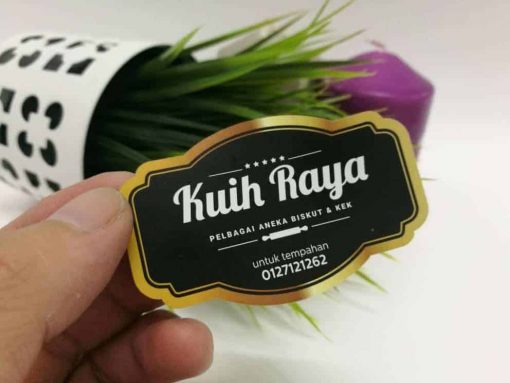 Kuih Raya
PELBAGAI ANEKA BISKUT & KEK
untuk tempahan
0127121262